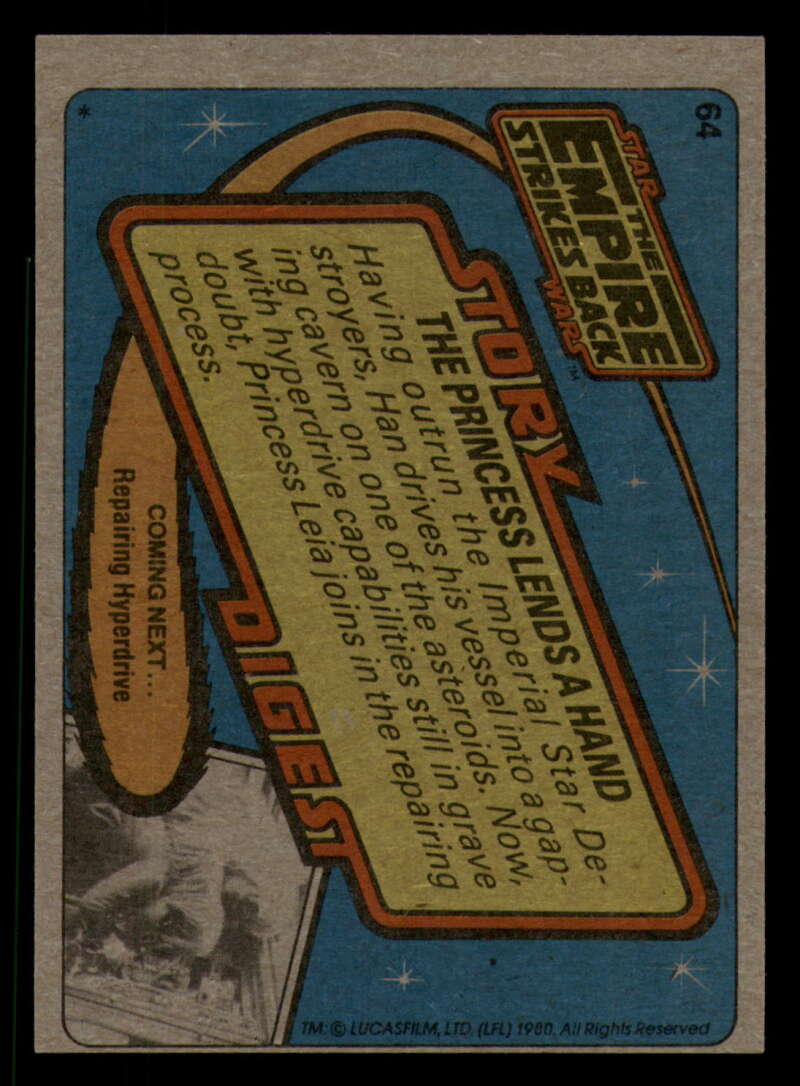 64
STAR
THE
EMPIRE
STRIKES BACK
WARS™
STORY
THE PRINCESS LENDS A HAND
Having outrun the Imperial Star De-
stroyers, Han drives his vessel into a gap-
ing cavern on one of the asteroids. Now,
with hyperdrive capabilities still in grave
doubt, Princess Leia joins in the repairing
process.
DIGEST
COMING NEXT...
Repairing Hyperdrive
*
TM: © LUCASFILM, LTD. (LFL) 1980. All Rights Reserved